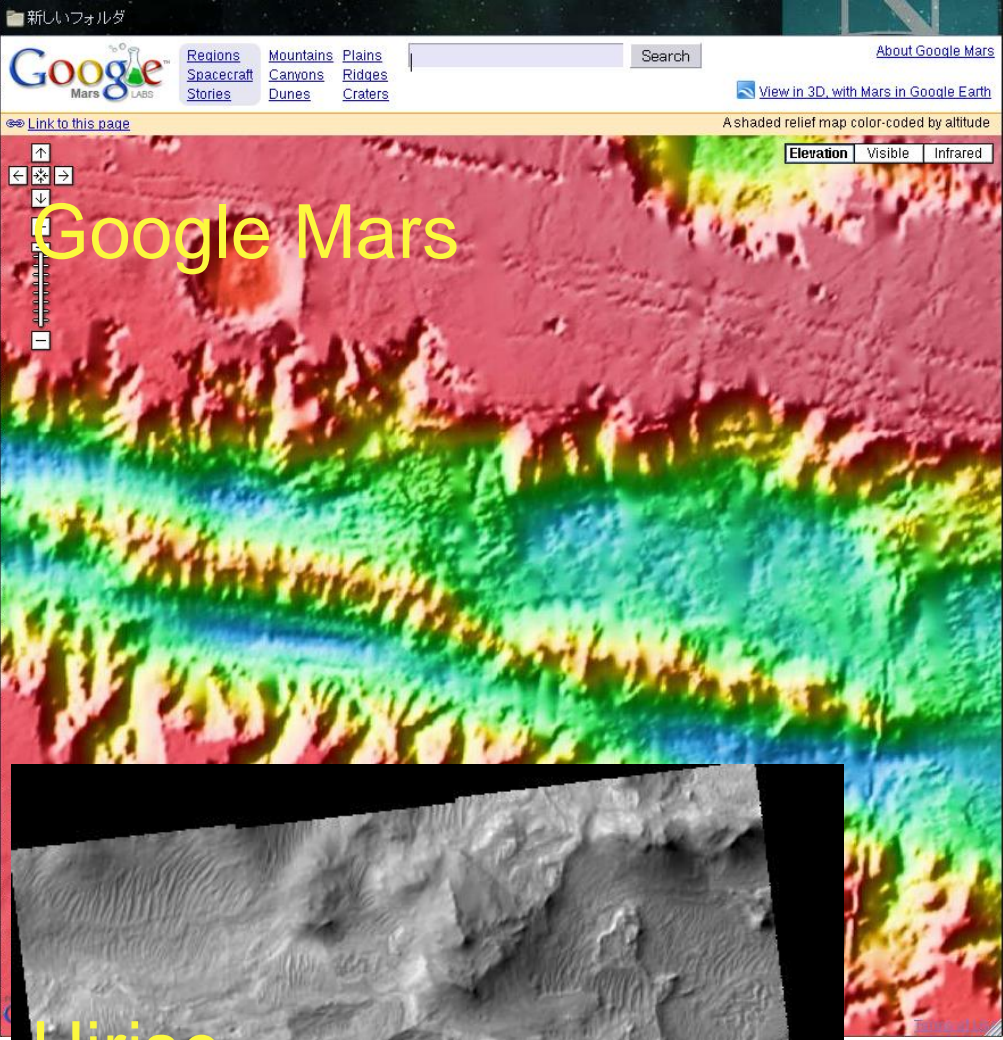 新しいフォルダ
Google
Mars LABS
Regions Mountains Plains
Spacecraft Canyons Ridges
Stories Dunes Craters
Search
About Google Mars
View in 3D, with Mars in Google Earth
Link to this page
A shaded relief map color-coded by altitude
Elevation Visible Infrared
Google Mars
Hirise